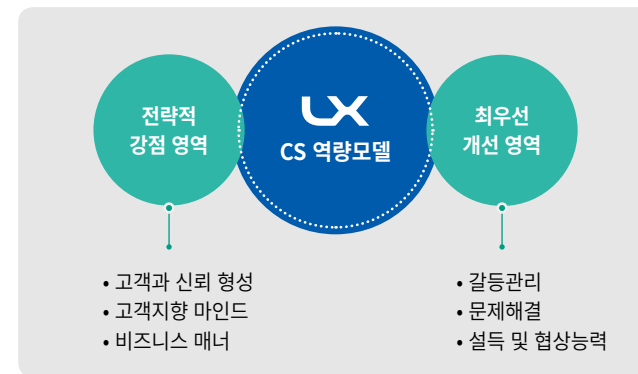 전략적
강점 영역
LX
CS 역량모델
최우선
개선 영역
• 고객과 신뢰 형성
• 고객지향 마인드
• 비즈니스 매너
• 갈등관리
• 문제해결
• 설득 및 협상능력